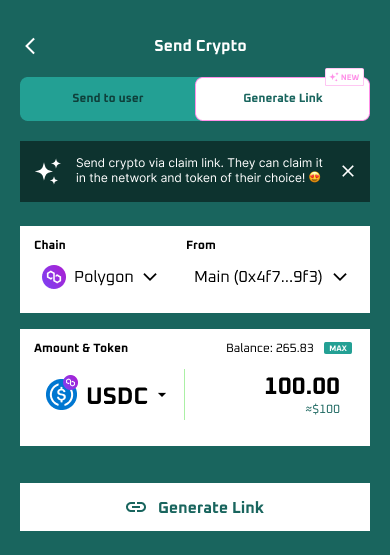 Send Crypto
NEW
Send to user
Generate Link
Send crypto via claim link. They can claim it
in the network and token of their choice! 😍
Chain
From
Polygon
Main (0x4f7...9f3)
Amount & Token
Balance: 265.83
MAX
USDC
100.00
≈$100
Generate Link